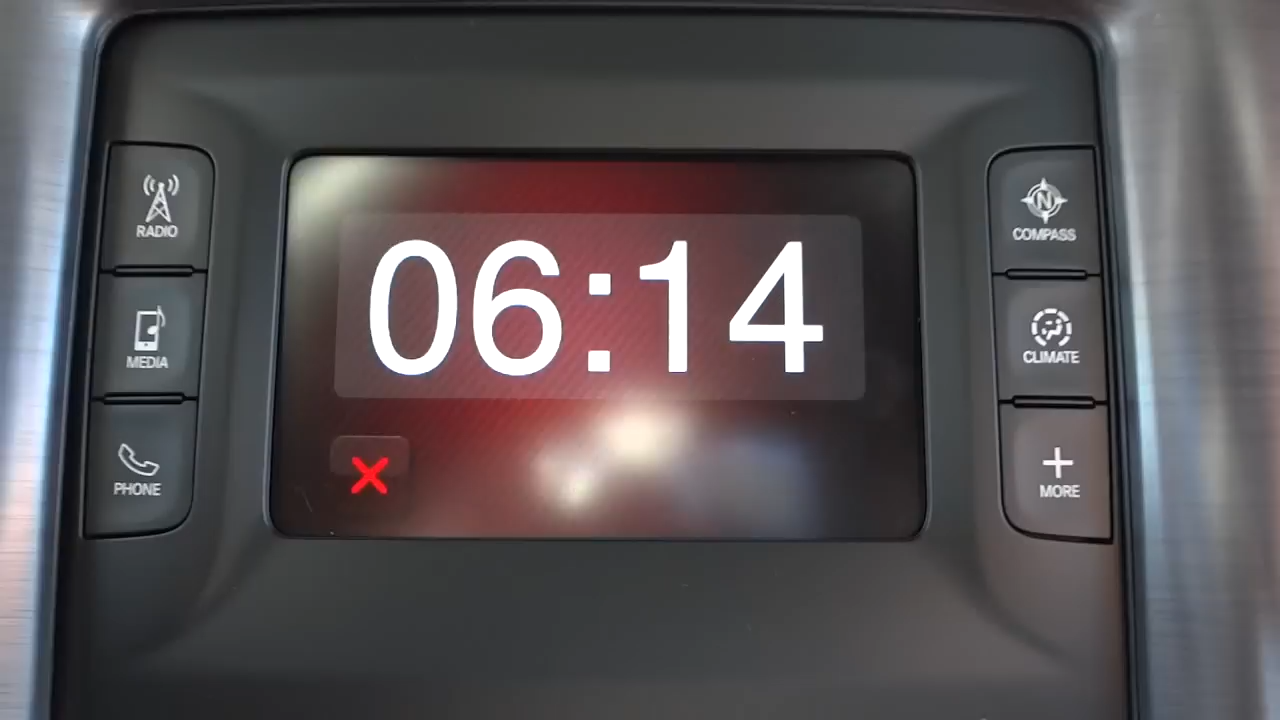 RADIO
MEDIA
PHONE
06:14
N
COMPASS
CLIMATE
MORE